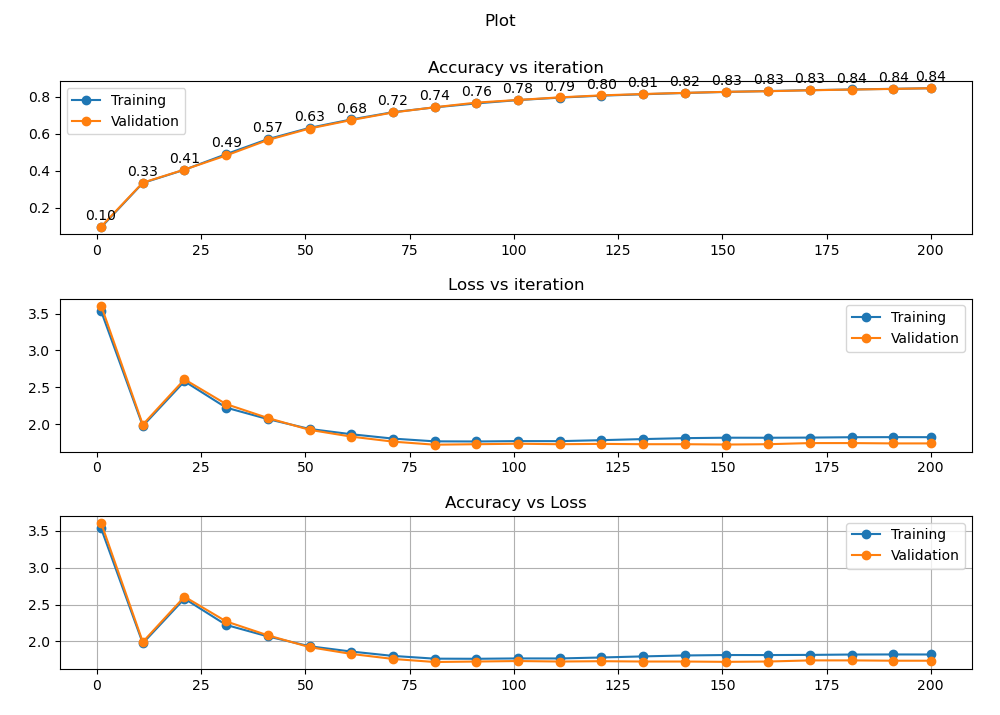 Plot
Accuracy vs iteration
Training
Validation
0.10 0.33 0.41 0.49 0.57 0.63 0.68 0.72 0.74 0.76 0.78 0.79 0.80 0.81 0.82 0.83 0.83 0.83 0.84 0.84 0.84
0.8
0.6
0.4
0.2
0 25 50 75 100 125 150 175 200
Loss vs iteration
Training
Validation
3.5
3.0
2.5
2.0
0 25 50 75 100 125 150 175 200
Accuracy vs Loss
Training
Validation
3.5
3.0
2.5
2.0
0 25 50 75 100 125 150 175 200